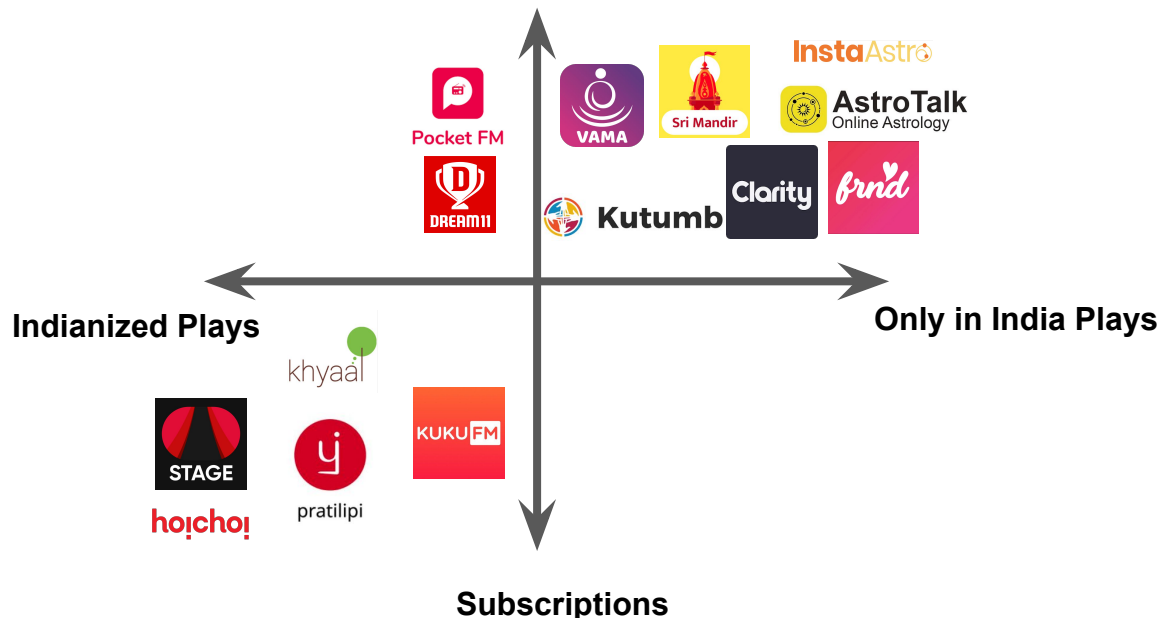 InstaAstro
Pocket FM
VAMA
Sri Mandir
AstroTalk
Online Astrology
D
DREAM11
Kutumb
Clarity
frnd
Indianized Plays
Only in India Plays
khyaal
STAGE
pratilipi
KUKU FM
hoichoi
Subscriptions